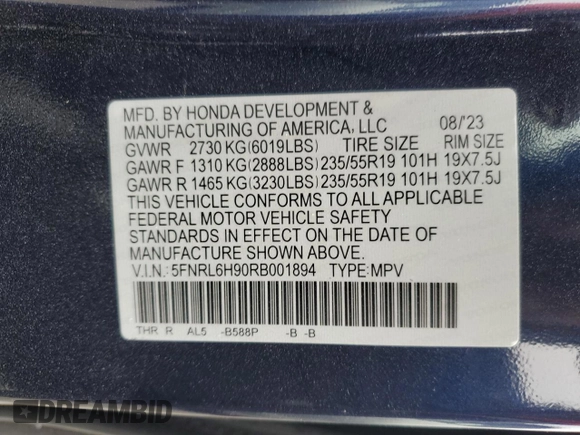 MFD. BY HONDA DEVELOPMENT &
MANUFACTURING OF AMERICA, LLC 08/'23
GVWR 2730 KG(6019LBS) TIRE SIZE RIM SIZE
GAWR F 1310 KG(2888LBS)235/55R19 101H 19X7.5J
GAWR R 1465 KG(3230LBS)235/55R19 101H 19X7.5J
THIS VEHICLE CONFORMS TO ALL APPLICABLE
FEDERAL MOTOR VEHICLE SAFETY
STANDARDS IN EFFECT ON THE DATE OF
MANUFACTURE SHOWN ABOVE.
V.I.N.: 5FNRL6H90RB001894 TYPE:MPV
THR R AL5 -B588P -B -B
DREAMBID